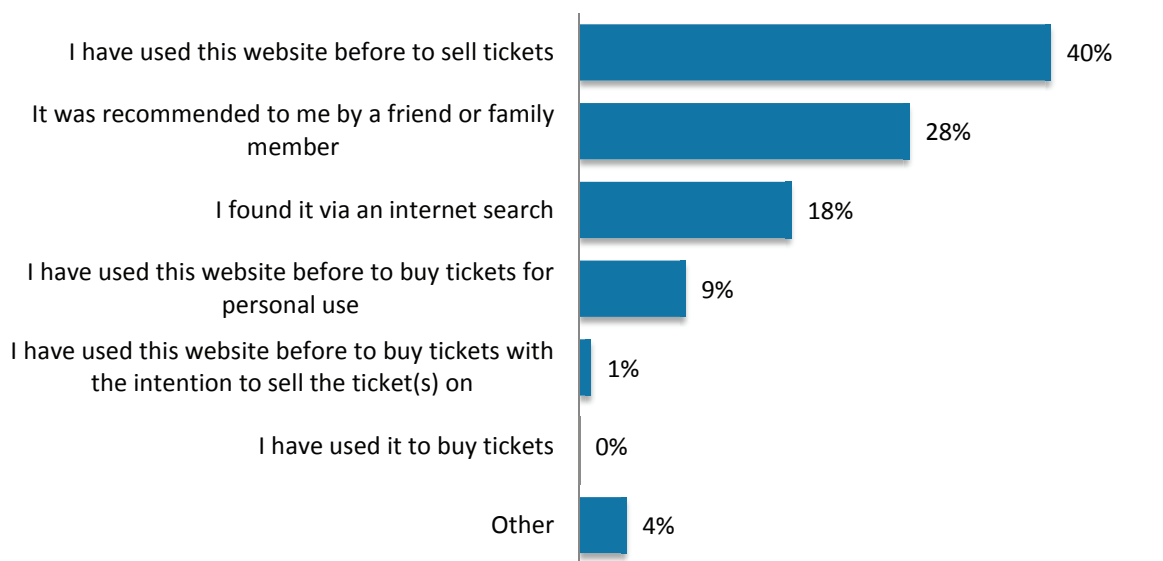 I have used this website before to sell tickets
40%
It was recommended to me by a friend or family
member
28%
I found it via an internet search
18%
I have used this website before to buy tickets for
personal use
9%
I have used this website before to buy tickets with
the intention to sell the ticket(s) on
1%
I have used it to buy tickets
0%
Other
4%